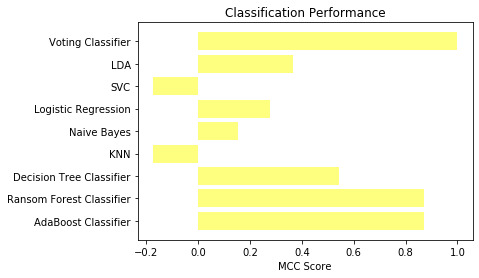 Classification Performance
Voting Classifier
LDA
SVC
Logistic Regression
Naive Bayes
KNN
Decision Tree Classifier
Ransom Forest Classifier
AdaBoost Classifier
−0.2 0.0 0.2 0.4 0.6 0.8 1.0
MCC Score